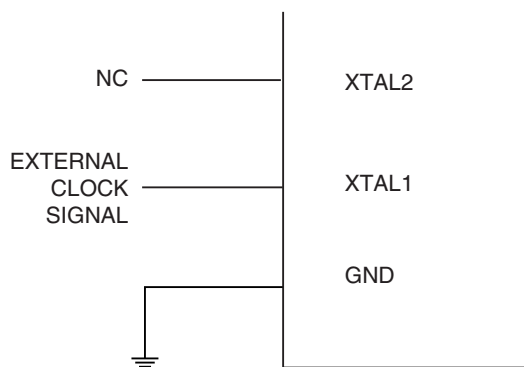 NC
XTAL2
EXTERNAL
CLOCK
SIGNAL
XTAL1
GND